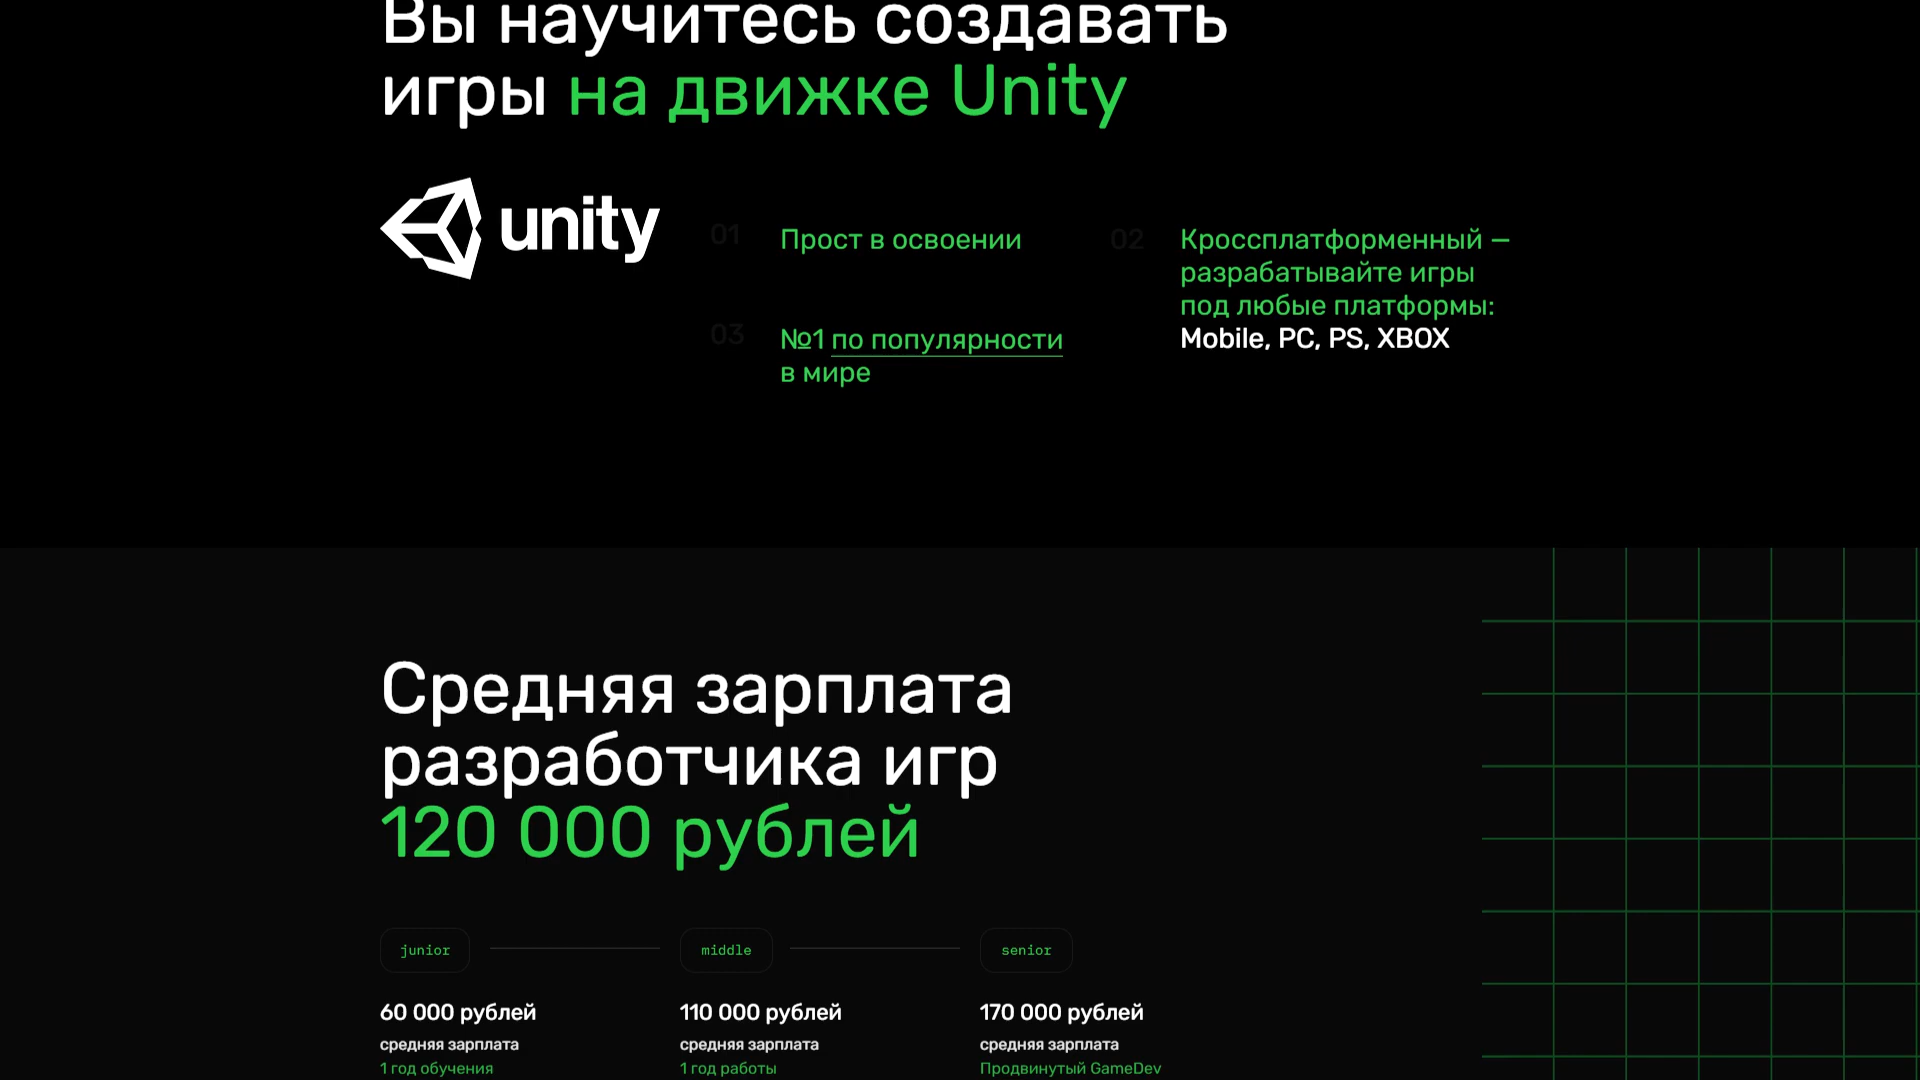 Вы научитесь создавать
игры на движке Unity
unity
01
Прост в освоении
02
Кроссплатформенный —
разрабатывайте игры
под любые платформы:
Mobile, PC, PS, XBOX
03
№1 по популярности
в мире
Средняя зарплата
разработчика игр
120 000 рублей
junior
middle
senior
60 000 рублей
110 000 рублей
170 000 рублей
средняя зарплата
средняя зарплата
средняя зарплата
1 год обучения
1 год работы
Продвинутый GameDev